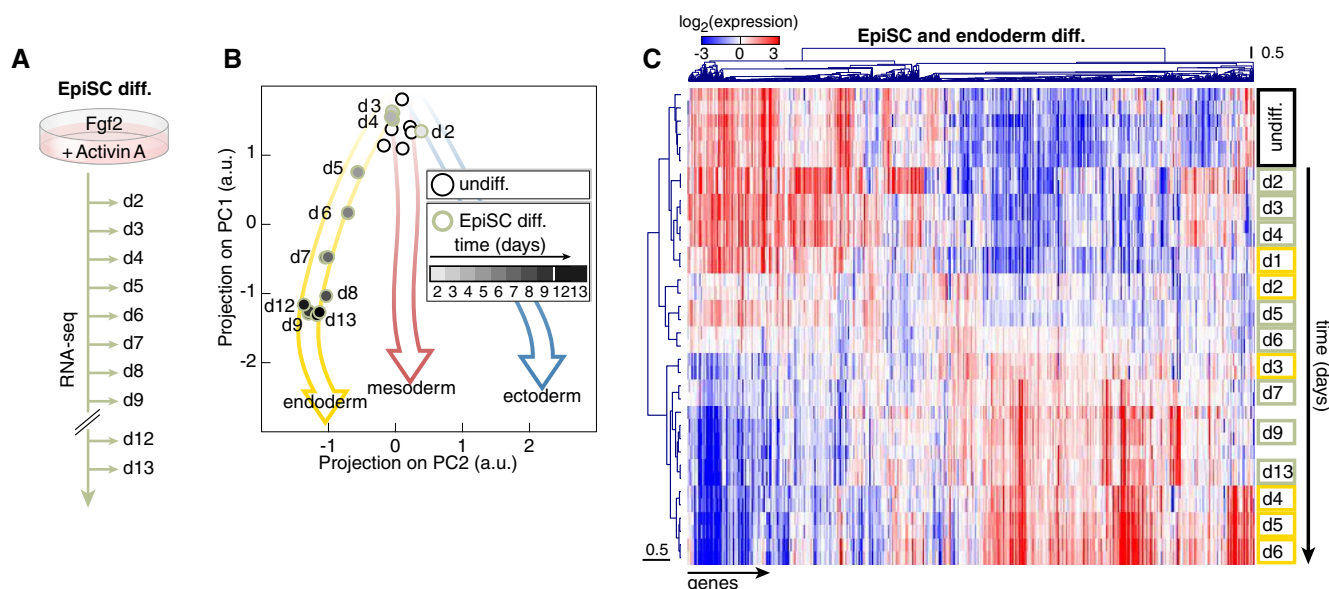 A
EpiSC diff.
Fgf2
+ Activin A
RNA-seq
d2
d3
d4
d5
d6
d7
d8
d9
d12
d13
B
Projection on PC1 (a.u.)
1
0
-1
-2
d3
d4
d2
d5
d6
d7
d8
d12
d9
d13
undiff.
EpiSC diff.
time (days)
2 3 4 5 6 7 8 9 12 13
endoderm
mesoderm
ectoderm
-1 0 1 2
Projection on PC2 (a.u.)
C
log2(expression)
-3 0 3
EpiSC and endoderm diff.
0.5
undiff.
d2
d3
d4
d1
d2
d5
d6
d3
d7
d9
d13
d4
d5
d6
time (days)
0.5
genes